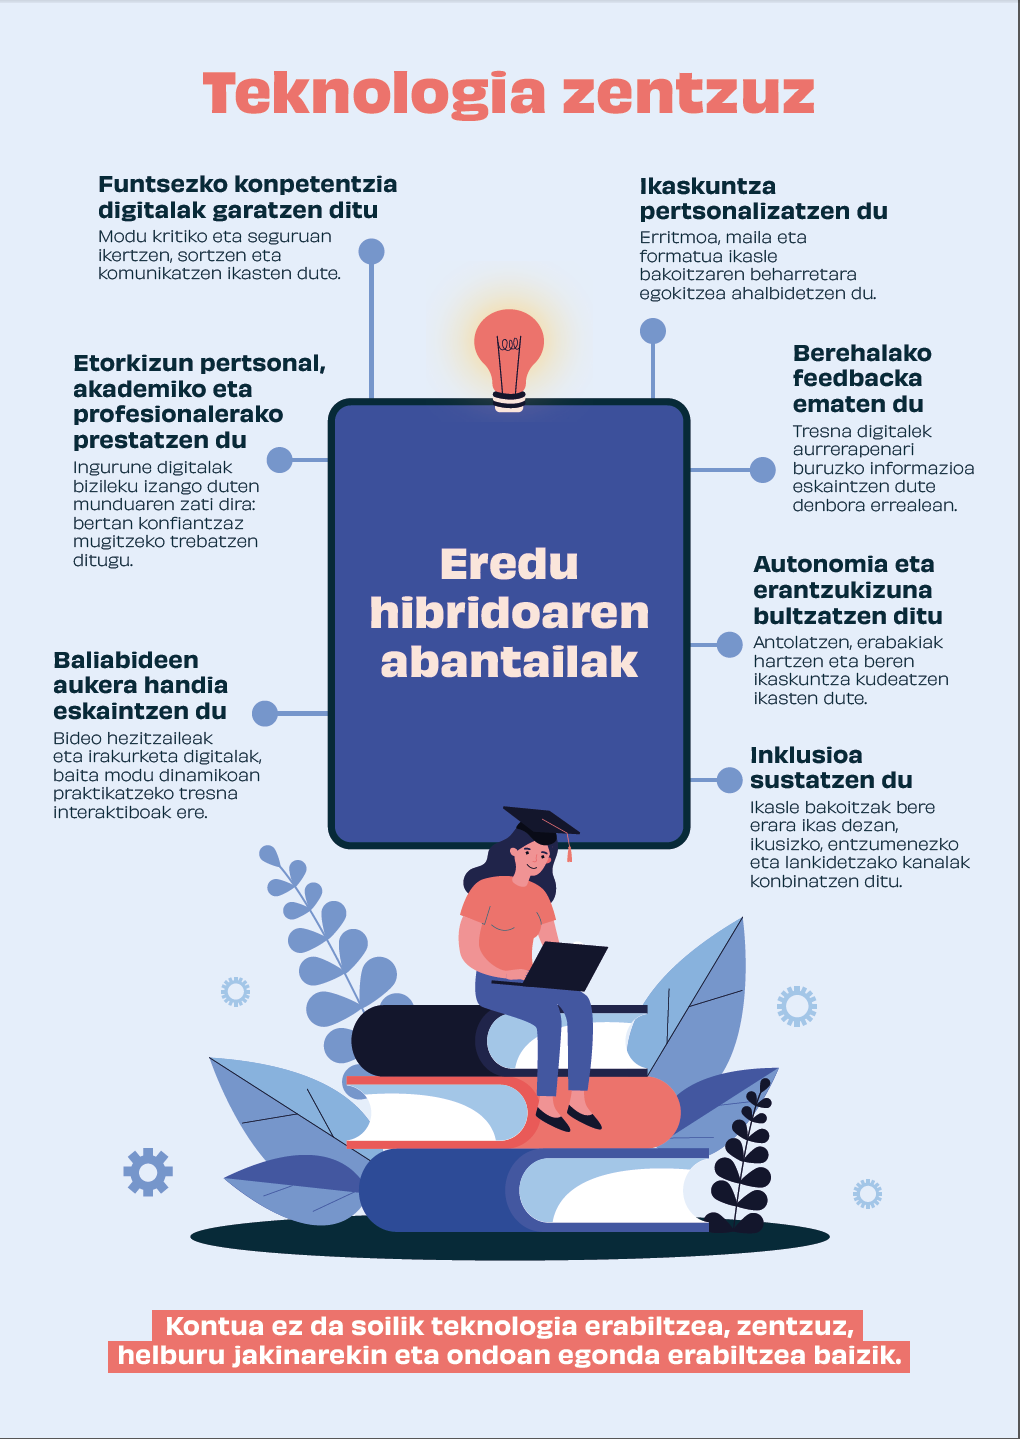 Teknologia zentzuz
Funtsezko konpetentzia
digitalak garatzen ditu
Modu kritiko eta seguruan
ikertzen, sortzen eta
komunikatzen ikasten dute.
Ikaskuntza
pertsonalizatzen du
Erritmoa, maila eta
formatua ikasle
bakoitzaren beharretara
egokitzea ahalbidetzen du.
Etorkizun pertsonal,
akademiko eta
profesionalerako
prestatzen du
Ingurune digitalak
bizileku izango duten
munduaren zati dira:
bertan konfiantzaz
mugitzeko trebatzen
ditugu.
Berehalako
feedbacka
ematen du
Tresna digitalek
aurrerapenari
buruzko informazioa
eskaintzen dute
denbora errealean.
Eredu
hibridoaren
abantailak
Autonomia eta
erantzukizuna
bultzatzen ditu
Antolatzen, erabakiak
hartzen eta beren
ikaskuntza kudeatzen
ikasten dute.
Baliabideen
aukera handia
eskaintzen du
Bideo hezitzaileak
eta irakurketa digitalak,
baita modu dinamikoan
praktikatzeko tresna
interaktiboak ere.
Inklusioa
sustatzen du
Ikasle bakoitzak bere
erara ikas dezan,
ikusizko, entzumenezko
eta lankidetzako kanalak
konbinatzen ditu.
Kontua ez da soilik teknologia erabiltzea, zentzuz,
helburu jakinarekin eta ondoan egonda erabiltzea baizik.